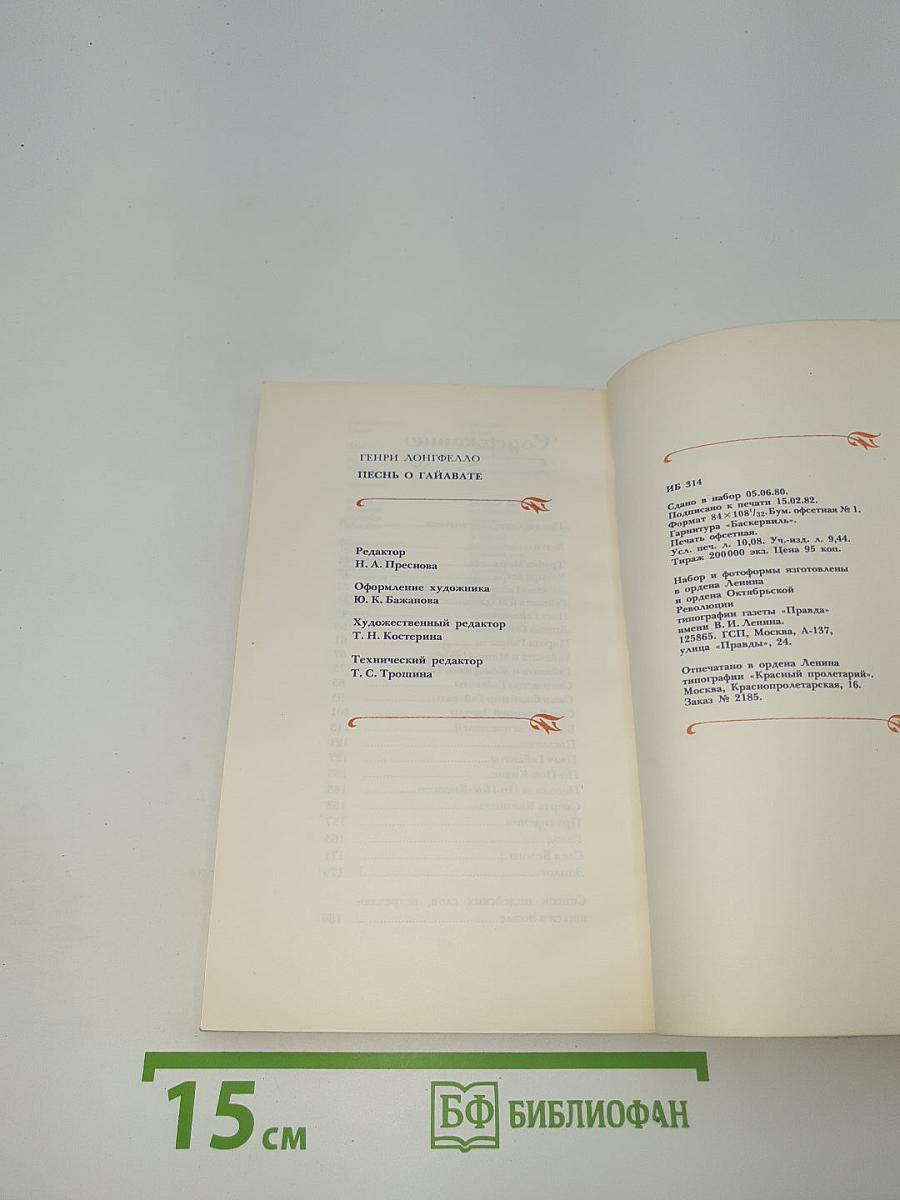 ГЕНРИ ЛОНГФЕЛЛО
ПЕСНЬ О ГАЙАВАТЕ
Редактор
Н. А. Преснова
Оформление художника
Ю. К. Бажанова
Художественный редактор
Т. Н. Костерина
Технический редактор
Т. С. Трошина
ИБ 314
Сдано в набор 05.06.80.
Подписано к печати 15.02.82.
Формат 84×108¹/₃₂. Бум. офсетная № 1.
Гарнитура «Баскервиль».
Печать офсетная.
Усл. печ. л. 10,08. Уч.-изд. л. 9,44.
Тираж 200000 экз. Цена 95 коп.
Набор и фотоформы изготовлены
в ордена Ленина
и ордена Октябрьской
Революции
типографии газеты «Правда»
имени В. И. Ленина.
125865. ГСП, Москва, А-137,
улица «Правды», 24.
Отпечатано в ордена Ленина
типографии «Красный пролетарий».
Москва, Краснопролетарская, 16.
Заказ № 2185.
15 см
БФ БИБЛИОФАН